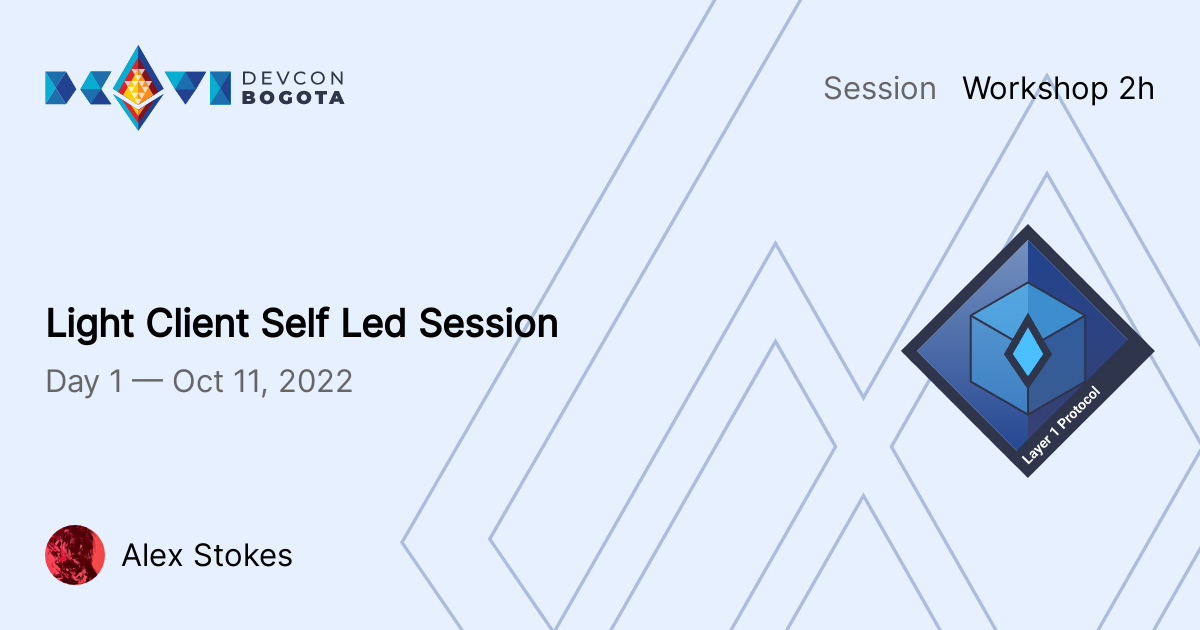 DEVCON
BOGOTA
Session Workshop 2h
Light Client Self Led Session
Day 1 — Oct 11, 2022
Layer 1 Protocol
Alex Stokes